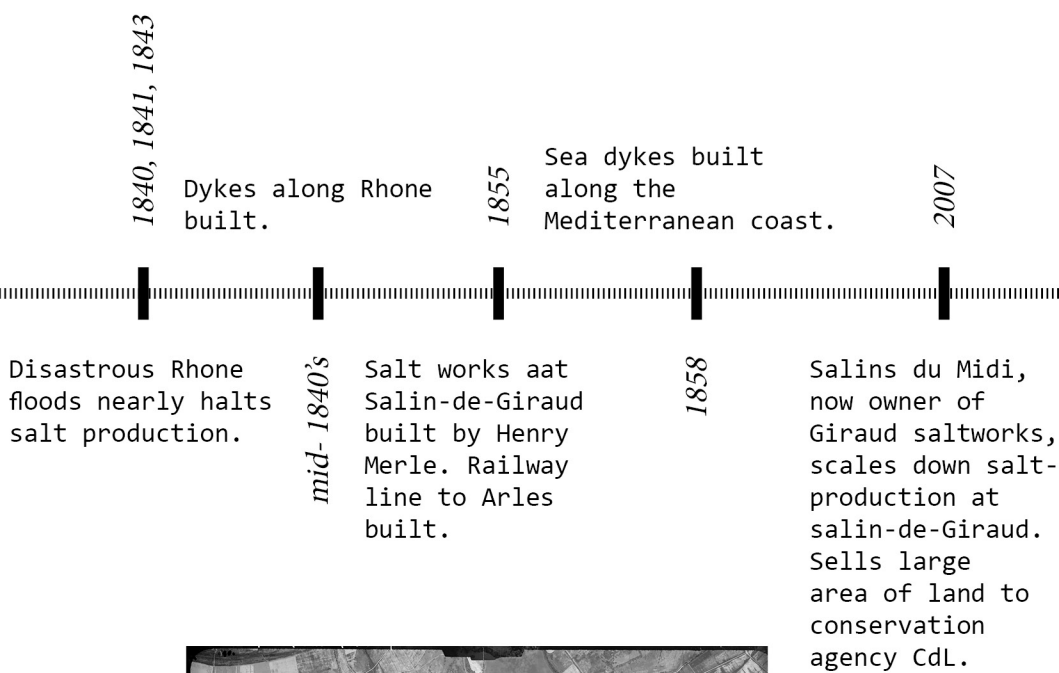 1840, 1841, 1843
Disastrous Rhone
floods nearly halts
salt production.
mid- 1840’s
Dykes along Rhone
built.
1855
Salt works aat
Salin-de-Giraud
built by Henry
Merle. Railway
line to Arles
built.
1858
Sea dykes built
along the
Mediterranean coast.
2007
Salins du Midi,
now owner of
Giraud saltworks,
scales down salt-
production at
salin-de-Giraud.
Sells large
area of land to
conservation
agency CdL.